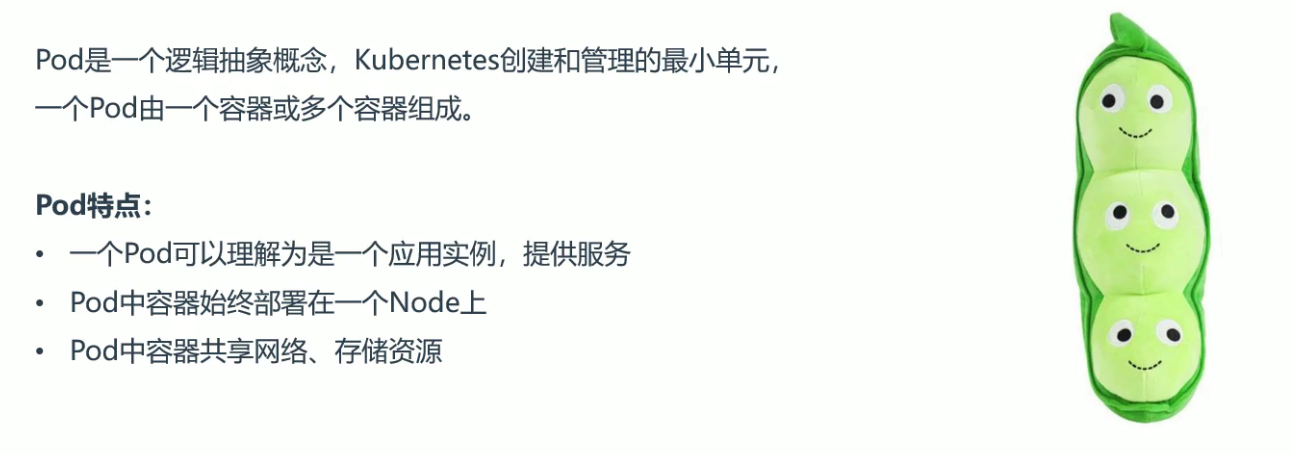 Pod是一个逻辑抽象概念，Kubernetes创建和管理的最小单元，
一个Pod由一个容器或多个容器组成。
Pod特点：
• 一个Pod可以理解为是一个应用实例，提供服务
• Pod中容器始终部署在一个Node上
• Pod中容器共享网络、存储资源